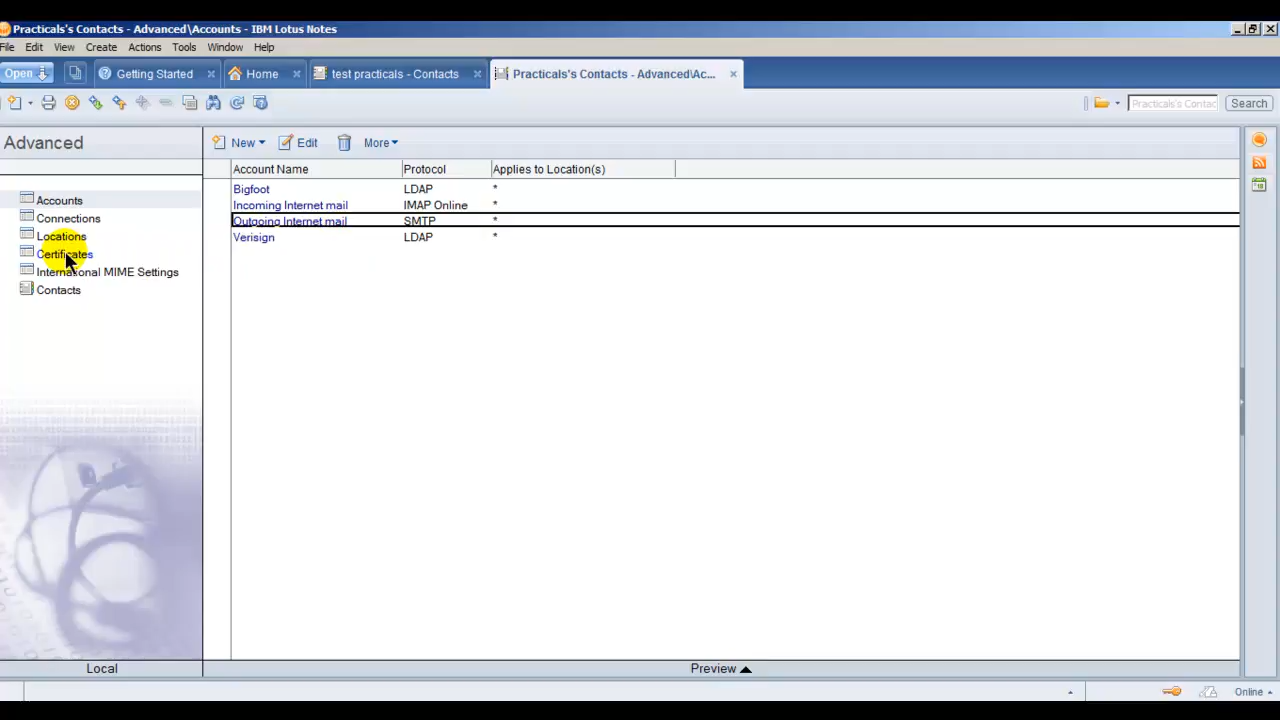 Practicals's Contacts - Advanced\Accounts - IBM Lotus Notes
File Edit View Create Actions Tools Window Help
Open Getting Started Home test practicals - Contacts Practicals's Contacts - Advanced\Ac...
Practicals's Contac Search
Advanced
New Edit More
Account Name Protocol Applies to Location(s)
Bigfoot LDAP *
Incoming Internet mail IMAP Online *
Outgoing Internet mail SMTP *
Verisign LDAP *
Accounts
Connections
Locations
Certificates
International MIME Settings
Contacts
Local
Preview
Online